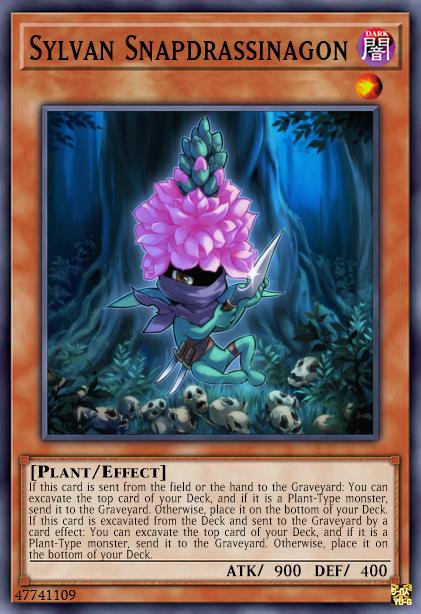 SYLVAN SNAPDRASSINAGON
DARK
闇
[PLANT/EFFECT]
If this card is sent from the field or the hand to the Graveyard: You can
excavate the top card of your Deck, and if it is a Plant-Type monster,
send it to the Graveyard. Otherwise, place it on the bottom of your Deck.
If this card is excavated from the Deck and sent to the Graveyard by a
card effect: You can excavate the top card of your Deck, and if it is a
Plant-Type monster, send it to the Graveyard. Otherwise, place it on
the bottom of your Deck.
ATK/ 900 DEF/ 400
47741109